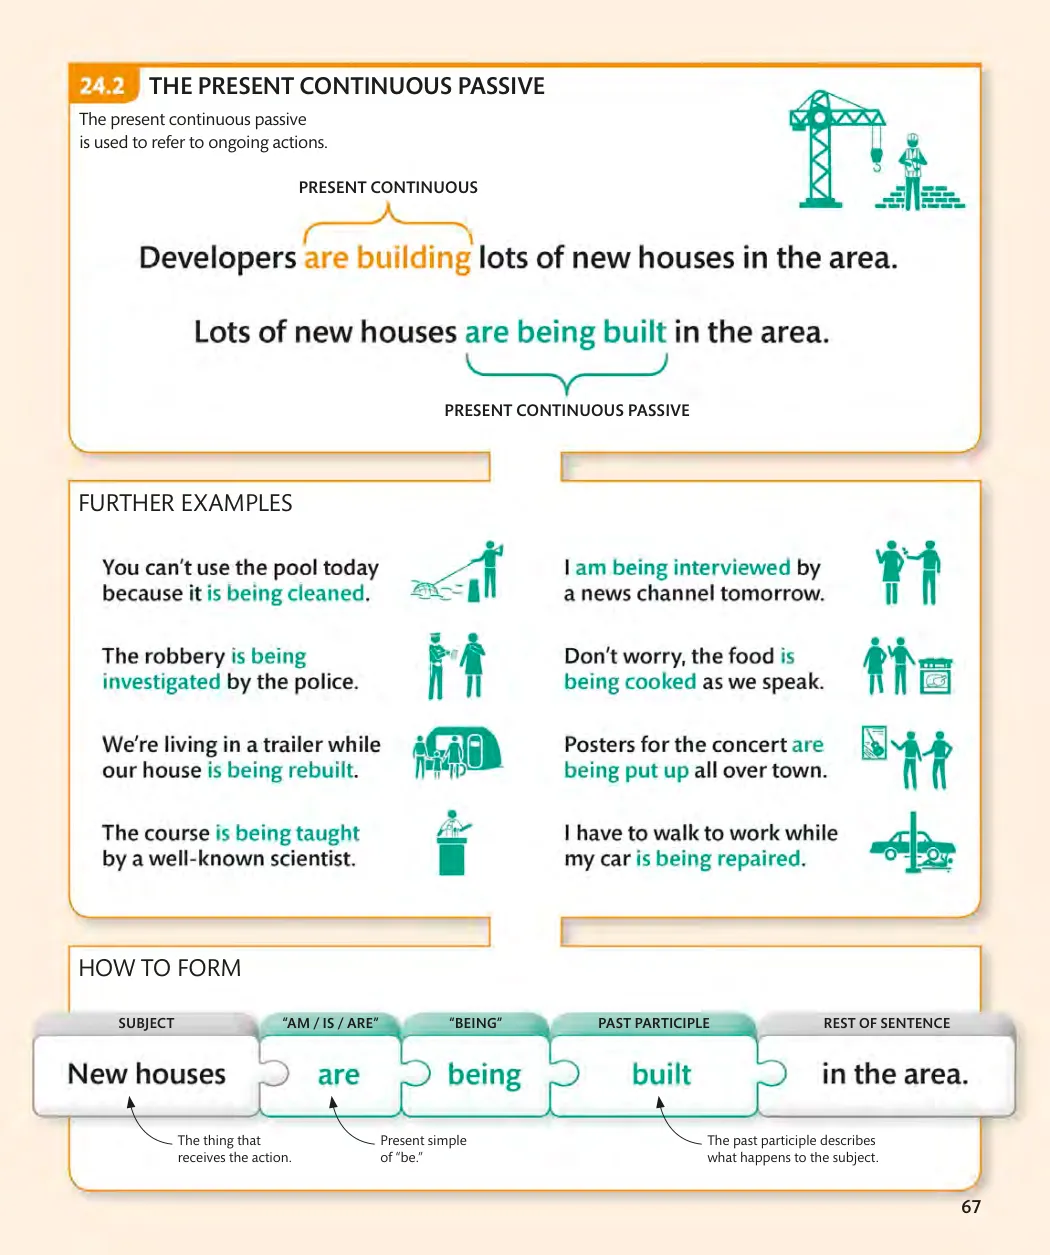 24.2 THE PRESENT CONTINUOUS PASSIVE
The present continuous passive
is used to refer to ongoing actions.
PRESENT CONTINUOUS
Developers are building lots of new houses in the area.
Lots of new houses are being built in the area.
PRESENT CONTINUOUS PASSIVE
FURTHER EXAMPLES
You can’t use the pool today
because it is being cleaned.
The robbery is being
investigated by the police.
We’re living in a trailer while
our house is being rebuilt.
The course is being taught
by a well-known scientist.
I am being interviewed by
a news channel tomorrow.
Don’t worry, the food is
being cooked as we speak.
Posters for the concert are
being put up all over town.
I have to walk to work while
my car is being repaired.
HOW TO FORM
SUBJECT “AM / IS / ARE” “BEING” PAST PARTICIPLE REST OF SENTENCE
New houses are being built in the area.
The thing that
receives the action.
Present simple
of “be.”
The past participle describes
what happens to the subject.
67